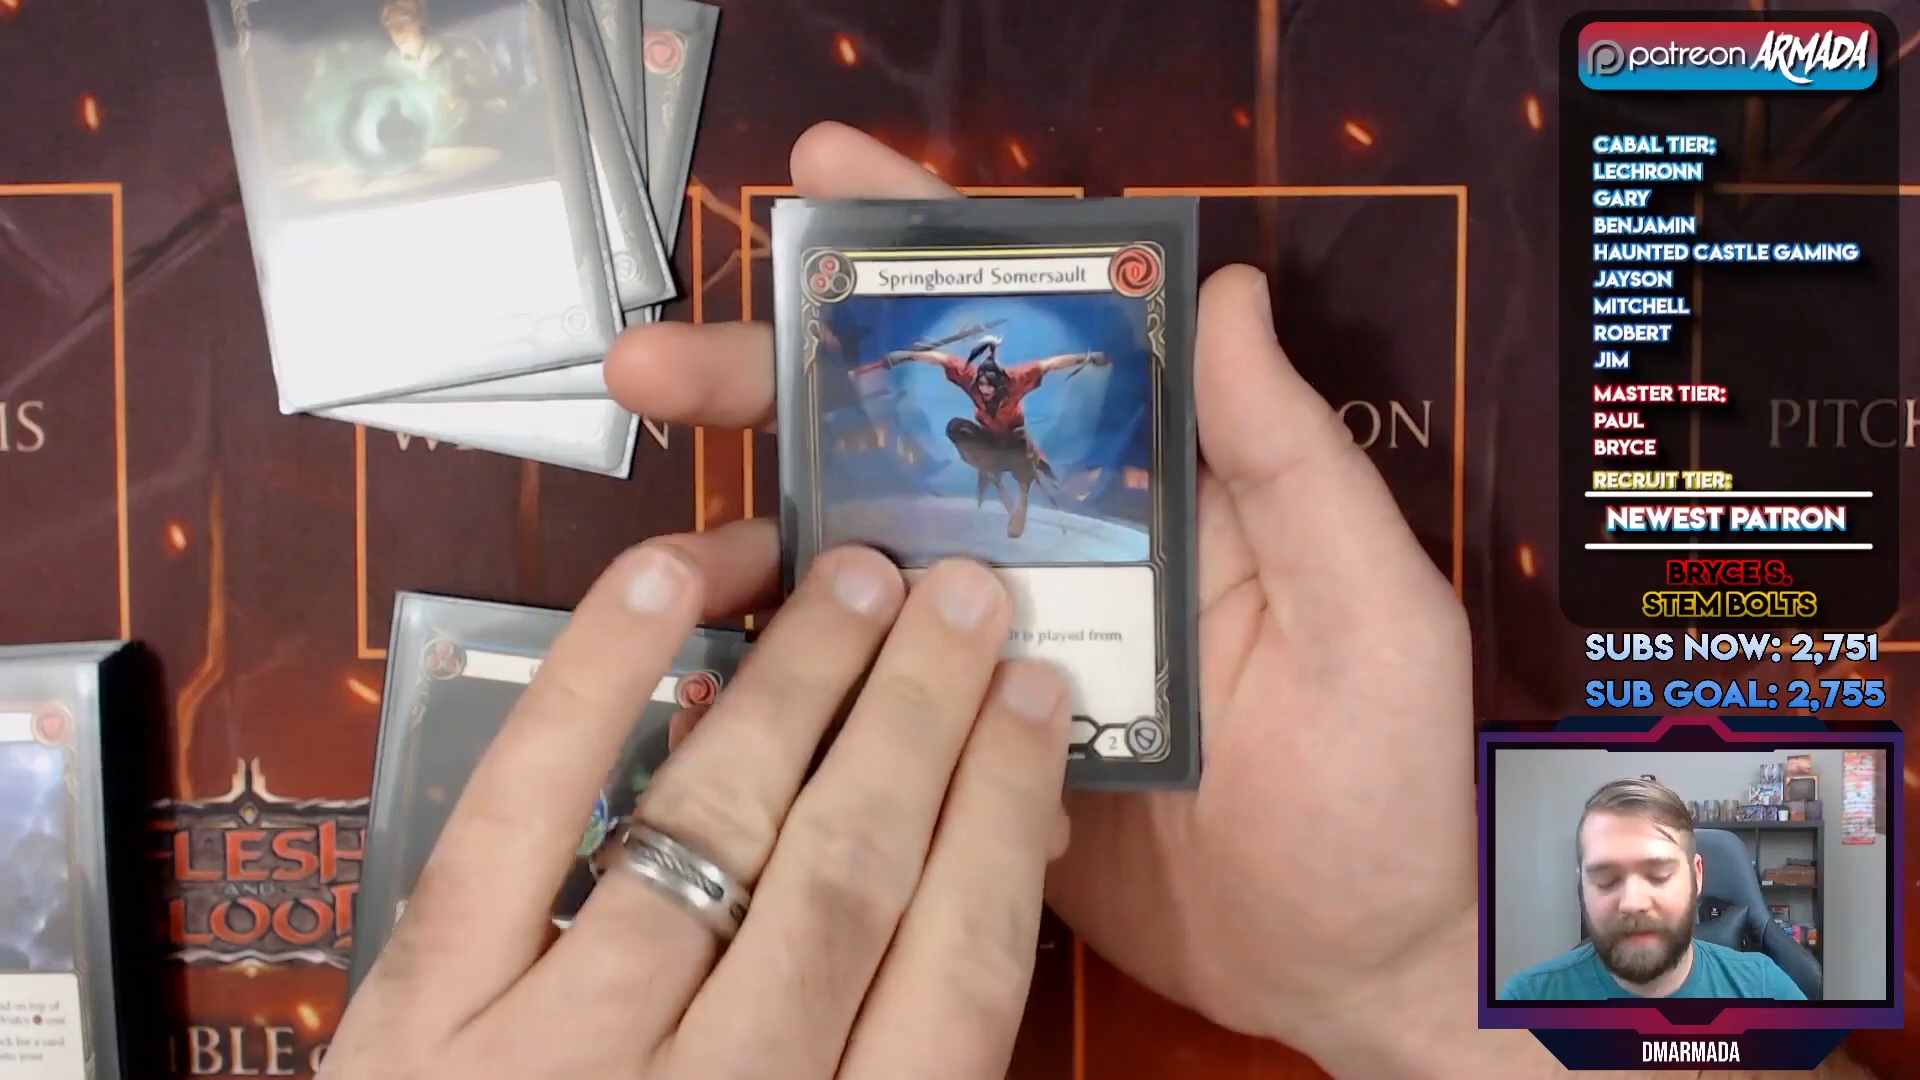 patreon ARMADA
CABAL TIER:
LECHRONN
GARY
BENJAMIN
HAUNTED CASTLE GAMING
JAYSON
MITCHELL
ROBERT
JIM
MASTER TIER:
PAUL
BRYCE
RECRUIT TIER:
NEWEST PATRON
BRYCE S.
STEM BOLTS
SUBS NOW: 2,751
SUB GOAL: 2,755
DMARMADA
0
Springboard Somersault
it is played from
2
PITCH
FLESH
AND
BLOOD